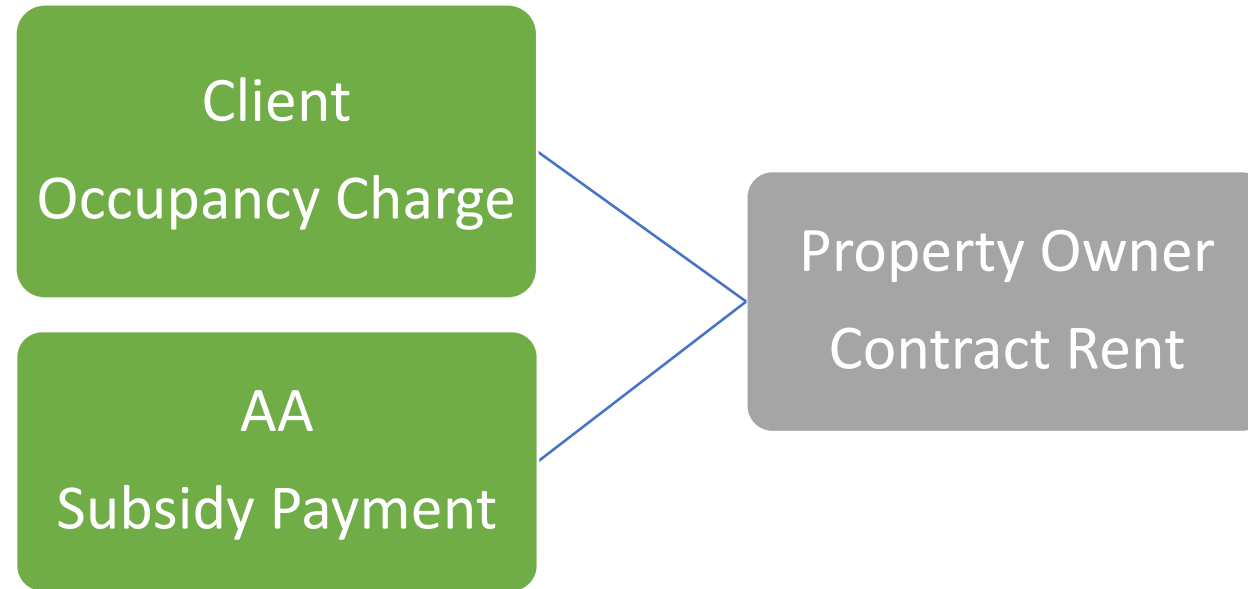 Client
Occupancy Charge
AA
Subsidy Payment
Property Owner
Contract Rent